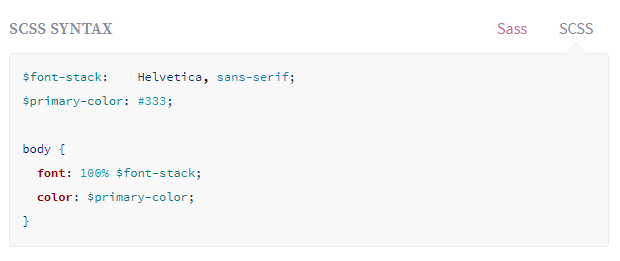 SCSS SYNTAX Sass SCSS
$font-stack:    Helvetica, sans-serif;
$primary-color: #333;

body {
  font: 100% $font-stack;
  color: $primary-color;
}